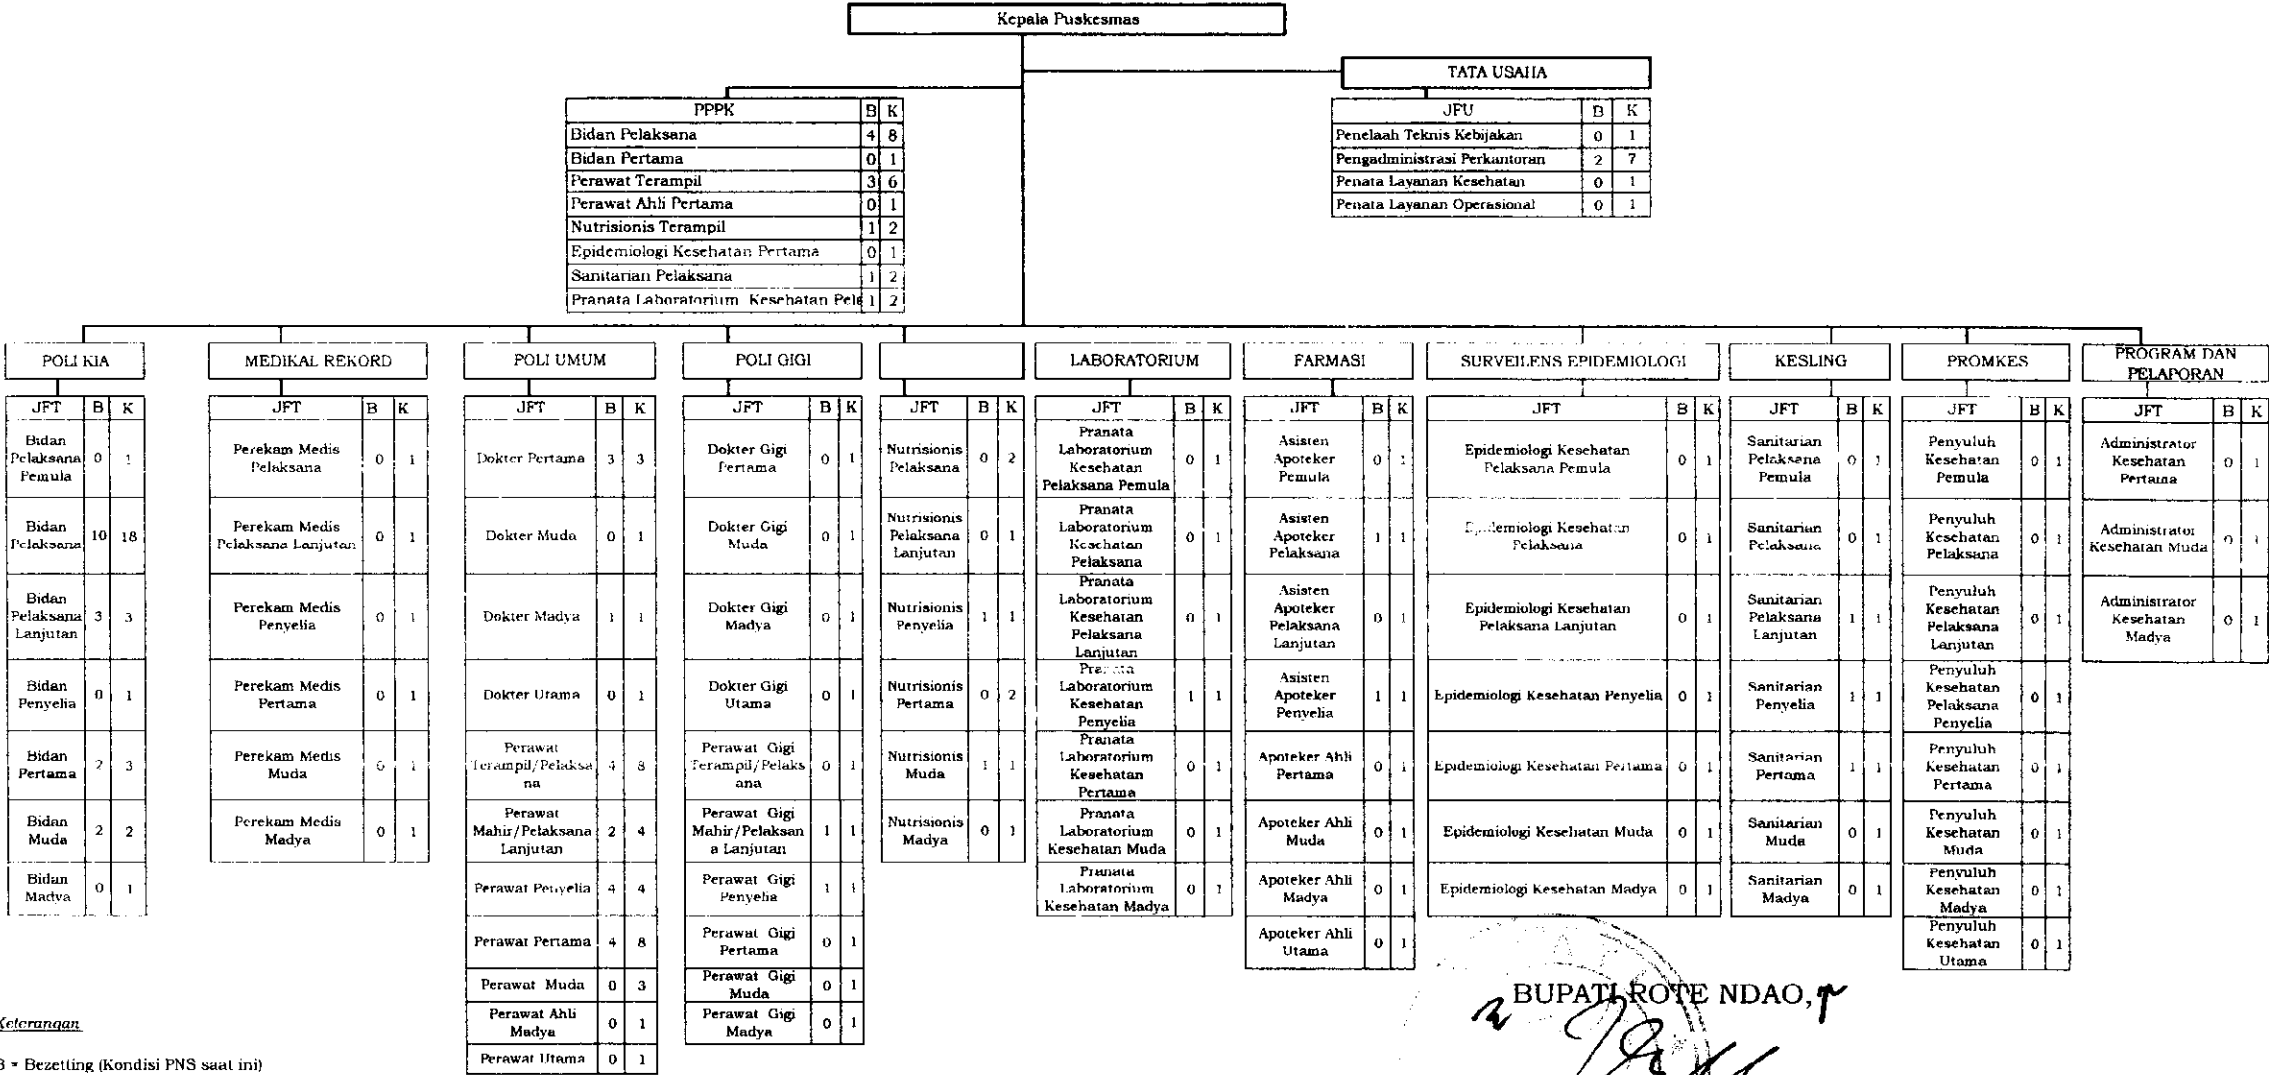 Kepala Puskesmas
TATA USAHA
PPPK B K
Bidan Pelaksana 4 8
Bidan Pertama 0 1
Perawat Terampil 3 6
Perawat Ahli Pertama 0 1
Nutrisionis Terampil 1 2
Epidemiologi Kesehatan Pertama 0 1
Sanitarian Pelaksana 1 2
Pranata Laboratorium Kesehatan Pela 1 2
JFU B K
Penelaah Teknis Kebijakan 0 1
Pengadministrasi Perkantoran 2 7
Penata Layanan Kesehatan 0 1
Penata Layanan Operasional 0 1
POLI KIA
JFT B K
Bidan
Pelaksana 0 1
Pemula
Bidan
Pelaksana 10 18
Bidan
Pelaksana 3 3
Lanjutan
Bidan
Penyelia 0 1
Bidan
Pertama 2 3
Bidan
Muda 2 2
Bidan
Madya 0 1
MEDIKAL REKORD
JFT B K
Perekam Medis
Pelaksana 0 1
Perekam Medis
Pelaksana Lanjutan 0 1
Perekam Medis
Penyelia 0 1
Perekam Medis
Pertama 0 1
Perekam Medis
Muda 0 1
Perekam Medis
Madya 0 1
POLI UMUM
JFT B K
Dokter Pertama 3 3
Dokter Muda 0 1
Dokter Madya 1 1
Dokter Utama 0 1
Perawat
Terampil/Pelaksa 4 8
na
Perawat
Mahir/Pelaksana 2 4
Lanjutan
Perawat Penyelia 4 4
Perawat Pertama 4 8
Perawat Muda 0 3
Perawat Ahli
Madya 0 1
Perawat Utama 0 1
POLI GIGI
JFT B K
Dokter Gigi
Pertama 0 1
Dokter Gigi
Muda 0 1
Dokter Gigi
Madya 0 1
Dokter Gigi
Utama 0 1
Perawat Gigi
Terampil/Pelaks 0 1
ana
Perawat Gigi
Mahir/Pelaksan 1 1
a Lanjutan
Perawat Gigi
Penyelia 1 1
Perawat Gigi
Pertama 0 1
Perawat Gigi
Muda 0 1
Perawat Gigi
Madya 0 1
JFT B K
Nutrisionis
Pelaksana 0 2
Nutrisionis
Pelaksana 0 1
Lanjutan
Nutrisionis
Penyelia 1 1
Nutrisionis
Pertama 0 2
Nutrisionis
Muda 1 1
Nutrisionis
Madya 0 1
LABORATORIUM
JFT B K
Pranata
Laboratorium
Kesehatan 0 1
Pelaksana Pemula
Pranata
Laboratorium
Kesehatan 0 1
Pelaksana
Pranata
Laboratorium
Kesehatan 0 1
Pelaksana
Lanjutan
Pranata
Laboratorium
Kesehatan 1 1
Penyelia
Pranata
Laboratorium
Kesehatan 0 1
Pertama
Pranata
Laboratorium 0 1
Kesehatan Muda
Pranata
Laboratorium 0 1
Kesehatan Madya
FARMASI
JFT B K
Asisten
Apoteker 0 1
Pemula
Asisten
Apoteker 1 1
Pelaksana
Asisten
Apoteker
Pelaksana 0 1
Lanjutan
Asisten
Apoteker 1 1
Penyelia
Apoteker Ahli
Pertama 0 1
Apoteker Ahli
Muda 0 1
Apoteker Ahli
Madya 0 1
Apoteker Ahli
Utama 0 1
SURVEILENS EPIDEMIOLOGI
JFT B K
Epidemiologi Kesehatan
Pelaksana Pemula 0 1
Epidemiologi Kesehatan
Pelaksana 0 1
Epidemiologi Kesehatan
Pelaksana Lanjutan 0 1
Epidemiologi Kesehatan Penyelia 0 1
Epidemiologi Kesehatan Pertama 0 1
Epidemiologi Kesehatan Muda 0 1
Epidemiologi Kesehatan Madya 0 1
KESLING
JFT B K
Sanitarian
Pelaksana 0 1
Pemula
Sanitarian
Pelaksana 0 1
Sanitarian
Pelaksana 1 1
Lanjutan
Sanitarian
Penyelia 1 1
Sanitarian
Pertama 1 1
Sanitarian
Muda 0 1
Sanitarian
Madya 0 1
PROMKES
JFT B K
Penyuluh
Kesehatan 0 1
Pemula
Penyuluh
Kesehatan 0 1
Pelaksana
Penyuluh
Kesehatan
Pelaksana 0 1
Lanjutan
Penyuluh
Kesehatan
Pelaksana 0 1
Penyelia
Penyuluh
Kesehatan 0 1
Pertama
Penyuluh
Kesehatan 0 1
Muda
Penyuluh
Kesehatan 0 1
Madya
Penyuluh
Kesehatan 0 1
Utama
PROGRAM DAN
PELAPORAN
JFT B K
Administrator
Kesehatan 0 1
Pertama
Administrator
Kesehatan Muda 0 1
Administrator
Kesehatan 0 1
Madya
Keterangan
B = Bezetting (Kondisi PNS saat ini)
BUPATI ROTE NDAO,